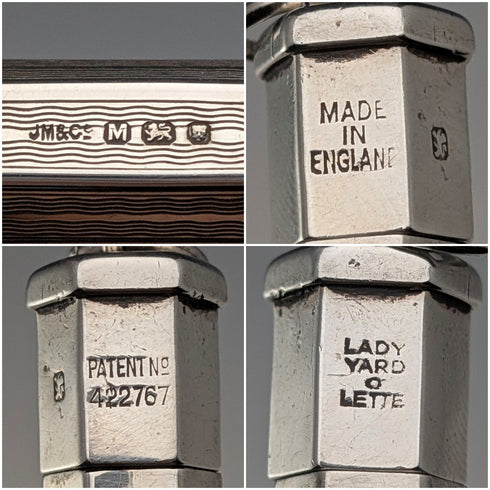 JM&Co M
MADE
IN
ENGLAND
PATENT No
422767
LADY
YARD
O
LETTE